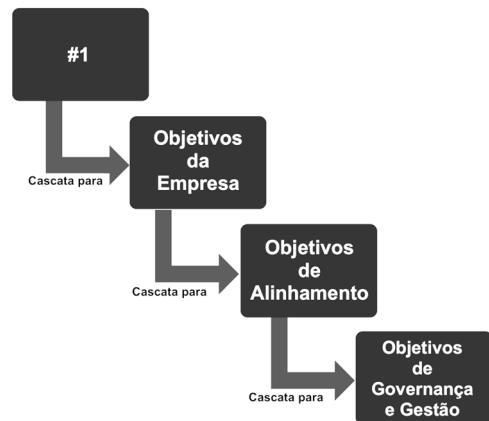 #1
Objetivos
da
Empresa
Cascata para
Objetivos
de
Alinhamento
Cascata para
Objetivos
de
Governança
e Gestão
Cascata para